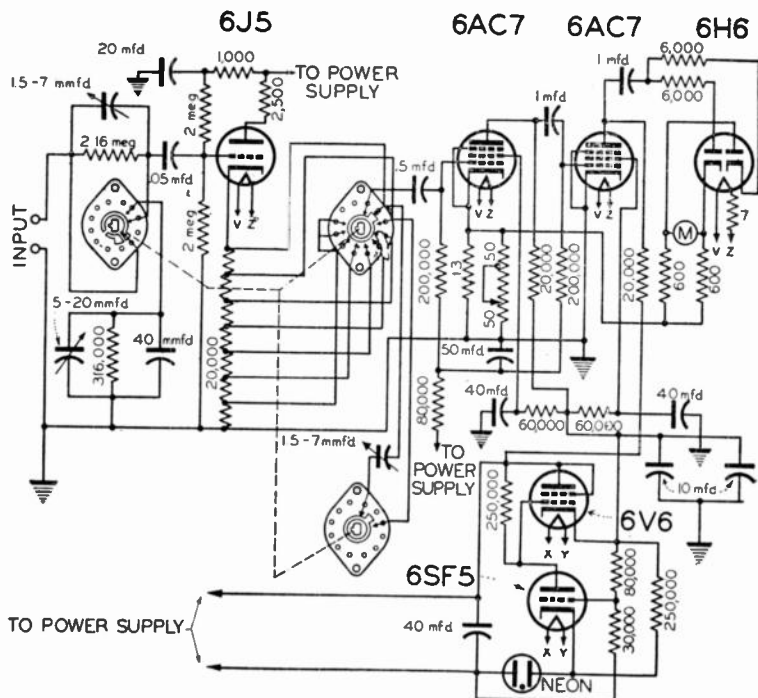 6J5
6AC7
6AC7
6H6
20 mfd
1,000
TO POWER
SUPPLY
2,500
1 mfd
1 mfd
6,000
6,000
1.5-7 mmfd
2 meg
2 16 meg
.05 mfd
.5 mfd
V Z
V Z
V Z
V Z
7
M
INPUT
2 meg
200,000
13
50
50
20,000
200,000
20,000
600
600
5-20 mmfd
316,000
40 mmfd
20,000
50 mfd
80,000
40 mfd
60,000
60,000
40 mfd
1.5-7 mmfd
TO
POWER
SUPPLY
10 mfd
250,000
6V6
X Y
6SF5
80,000
250,000
30,000
X Y
TO POWER SUPPLY
40 mfd
NEON